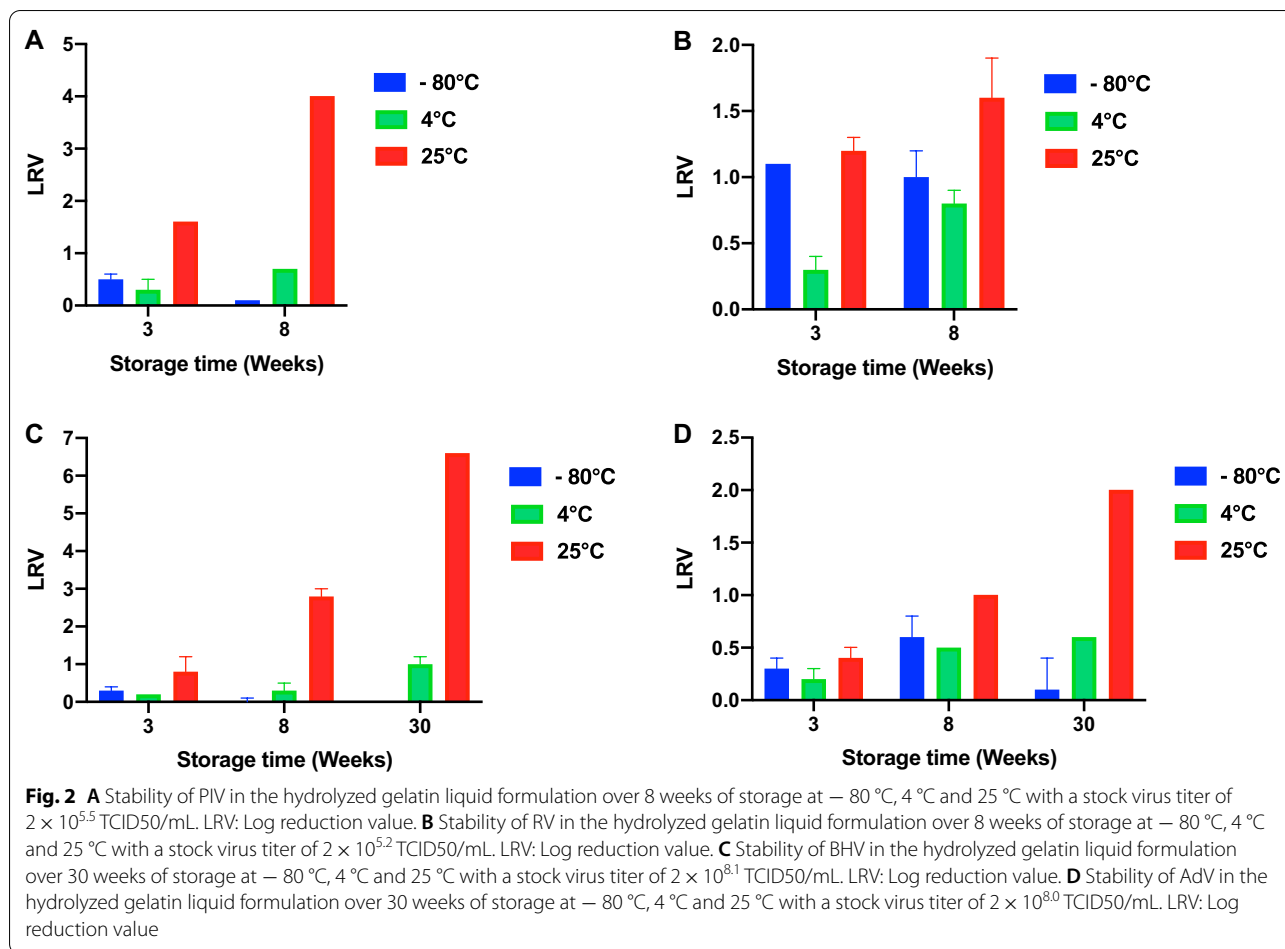 A
5
4
3
2
1
0
LRV
3
8
Storage time (Weeks)
- 80°C
4°C
25°C
B
2.0
1.5
1.0
0.5
0.0
LRV
3
8
Storage time (Weeks)
- 80°C
4°C
25°C
C
7
6
5
4
3
2
1
0
LRV
3
8
30
Storage time (Weeks)
- 80°C
4°C
25°C
D
2.5
2.0
1.5
1.0
0.5
0.0
LRV
3
8
30
Storage time (Weeks)
- 80°C
4°C
25°C
Fig. 2 A Stability of PIV in the hydrolyzed gelatin liquid formulation over 8 weeks of storage at − 80 °C, 4 °C and 25 °C with a stock virus titer of
2 × 10^5.5 TCID50/mL. LRV: Log reduction value. B Stability of RV in the hydrolyzed gelatin liquid formulation over 8 weeks of storage at − 80 °C, 4 °C
and 25 °C with a stock virus titer of 2 × 10^5.2 TCID50/mL. LRV: Log reduction value. C Stability of BHV in the hydrolyzed gelatin liquid formulation
over 30 weeks of storage at − 80 °C, 4 °C and 25 °C with a stock virus titer of 2 × 10^8.1 TCID50/mL. LRV: Log reduction value. D Stability of AdV in the
hydrolyzed gelatin liquid formulation over 30 weeks of storage at − 80 °C, 4 °C and 25 °C with a stock virus titer of 2 × 10^8.0 TCID50/mL. LRV: Log
reduction value